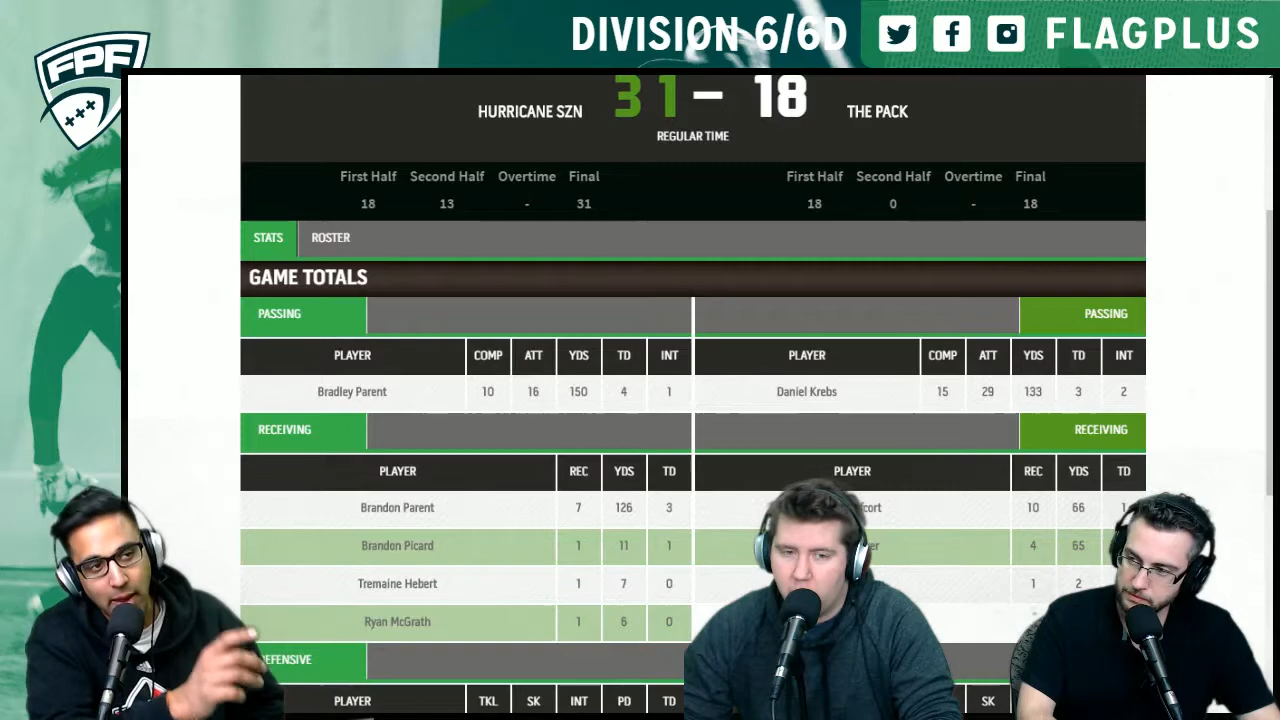 DIVISION 6/6D
FLAGPLUS
FPF
HURRICANE SZN 31 – 18 THE PACK
REGULAR TIME
First Half Second Half Overtime Final First Half Second Half Overtime Final
18 13 - 31 18 0 - 18
STATS ROSTER
GAME TOTALS
PASSING PASSING
PLAYER COMP ATT YDS TD INT PLAYER COMP ATT YDS TD INT
Bradley Parent 10 16 150 4 1 Daniel Krebs 15 29 133 3 2
RECEIVING RECEIVING
PLAYER REC YDS TD PLAYER REC YDS TD
Brandon Parent 7 126 3 10 66 1
Brandon Picard 1 11 1 4 65
Tremaine Hebert 1 7 0 1 2
Ryan McGrath 1 6 0
PLAYER TKL SK INT PD TD SK